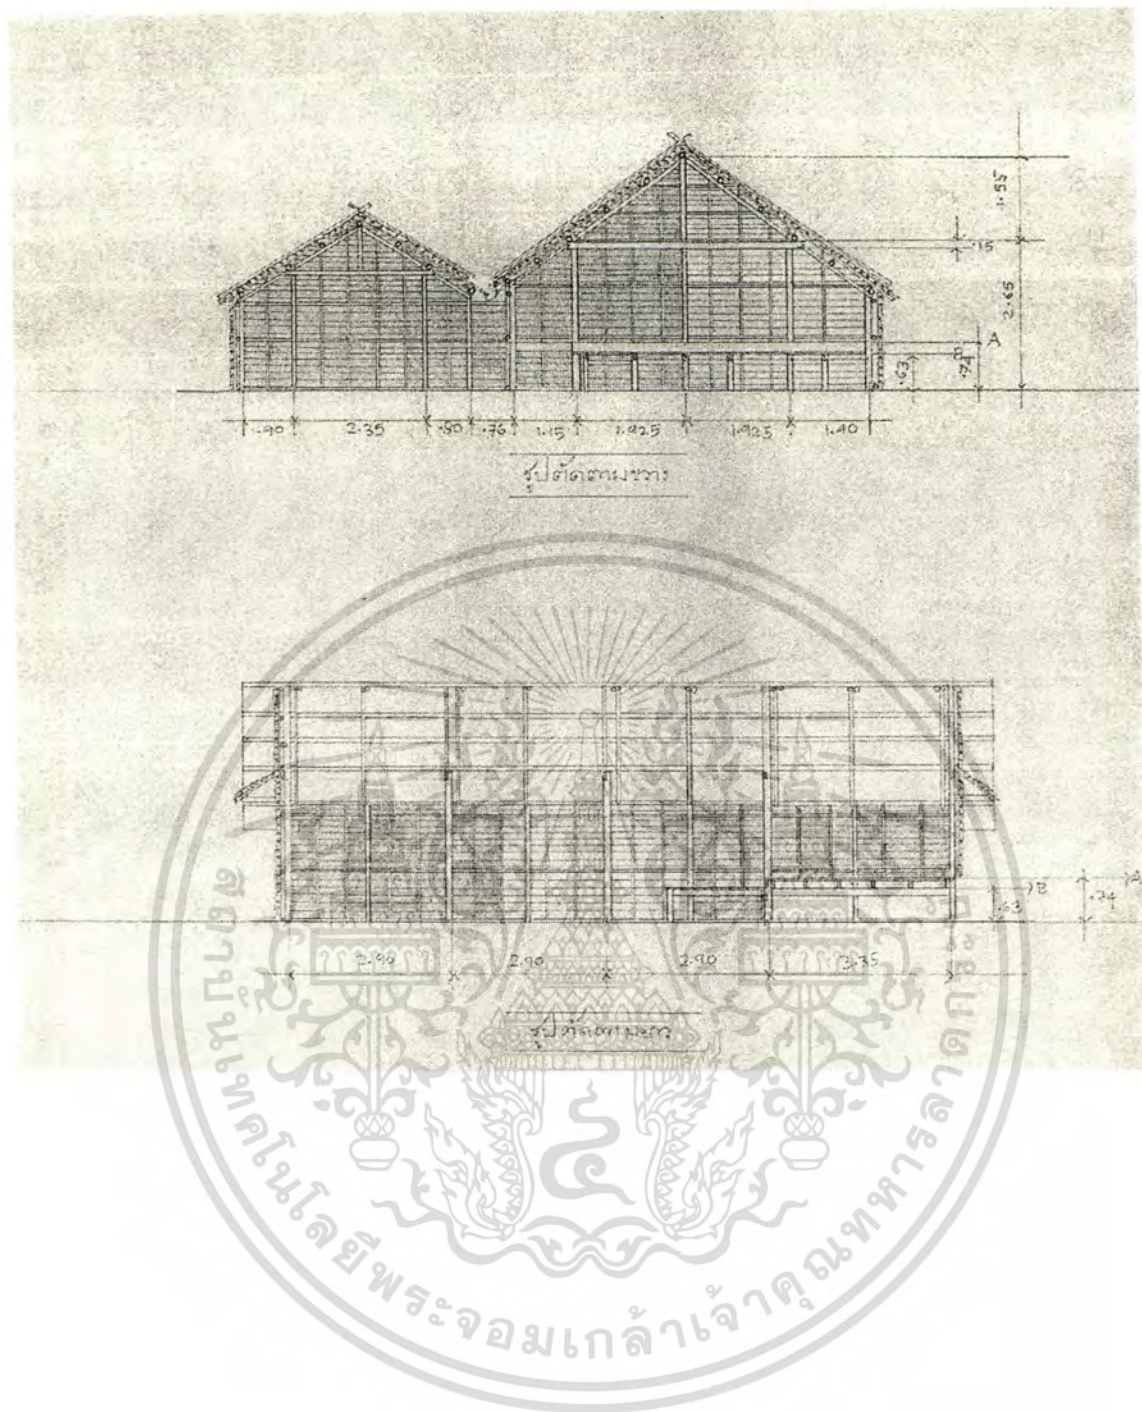 1.55
.15
2.65
A
B
.63
.74
.90 2.35 .80 .76 1.15 1.925 1.925 1.40
รูปตัดตามขวาง
B
A
.63
.74
2.90 2.90 2.90 3.35
รูปตัดตามยาว
สถาบันเทคโนโลยีพระจอมเกล้าเจ้าคุณทหารลาดกระบัง